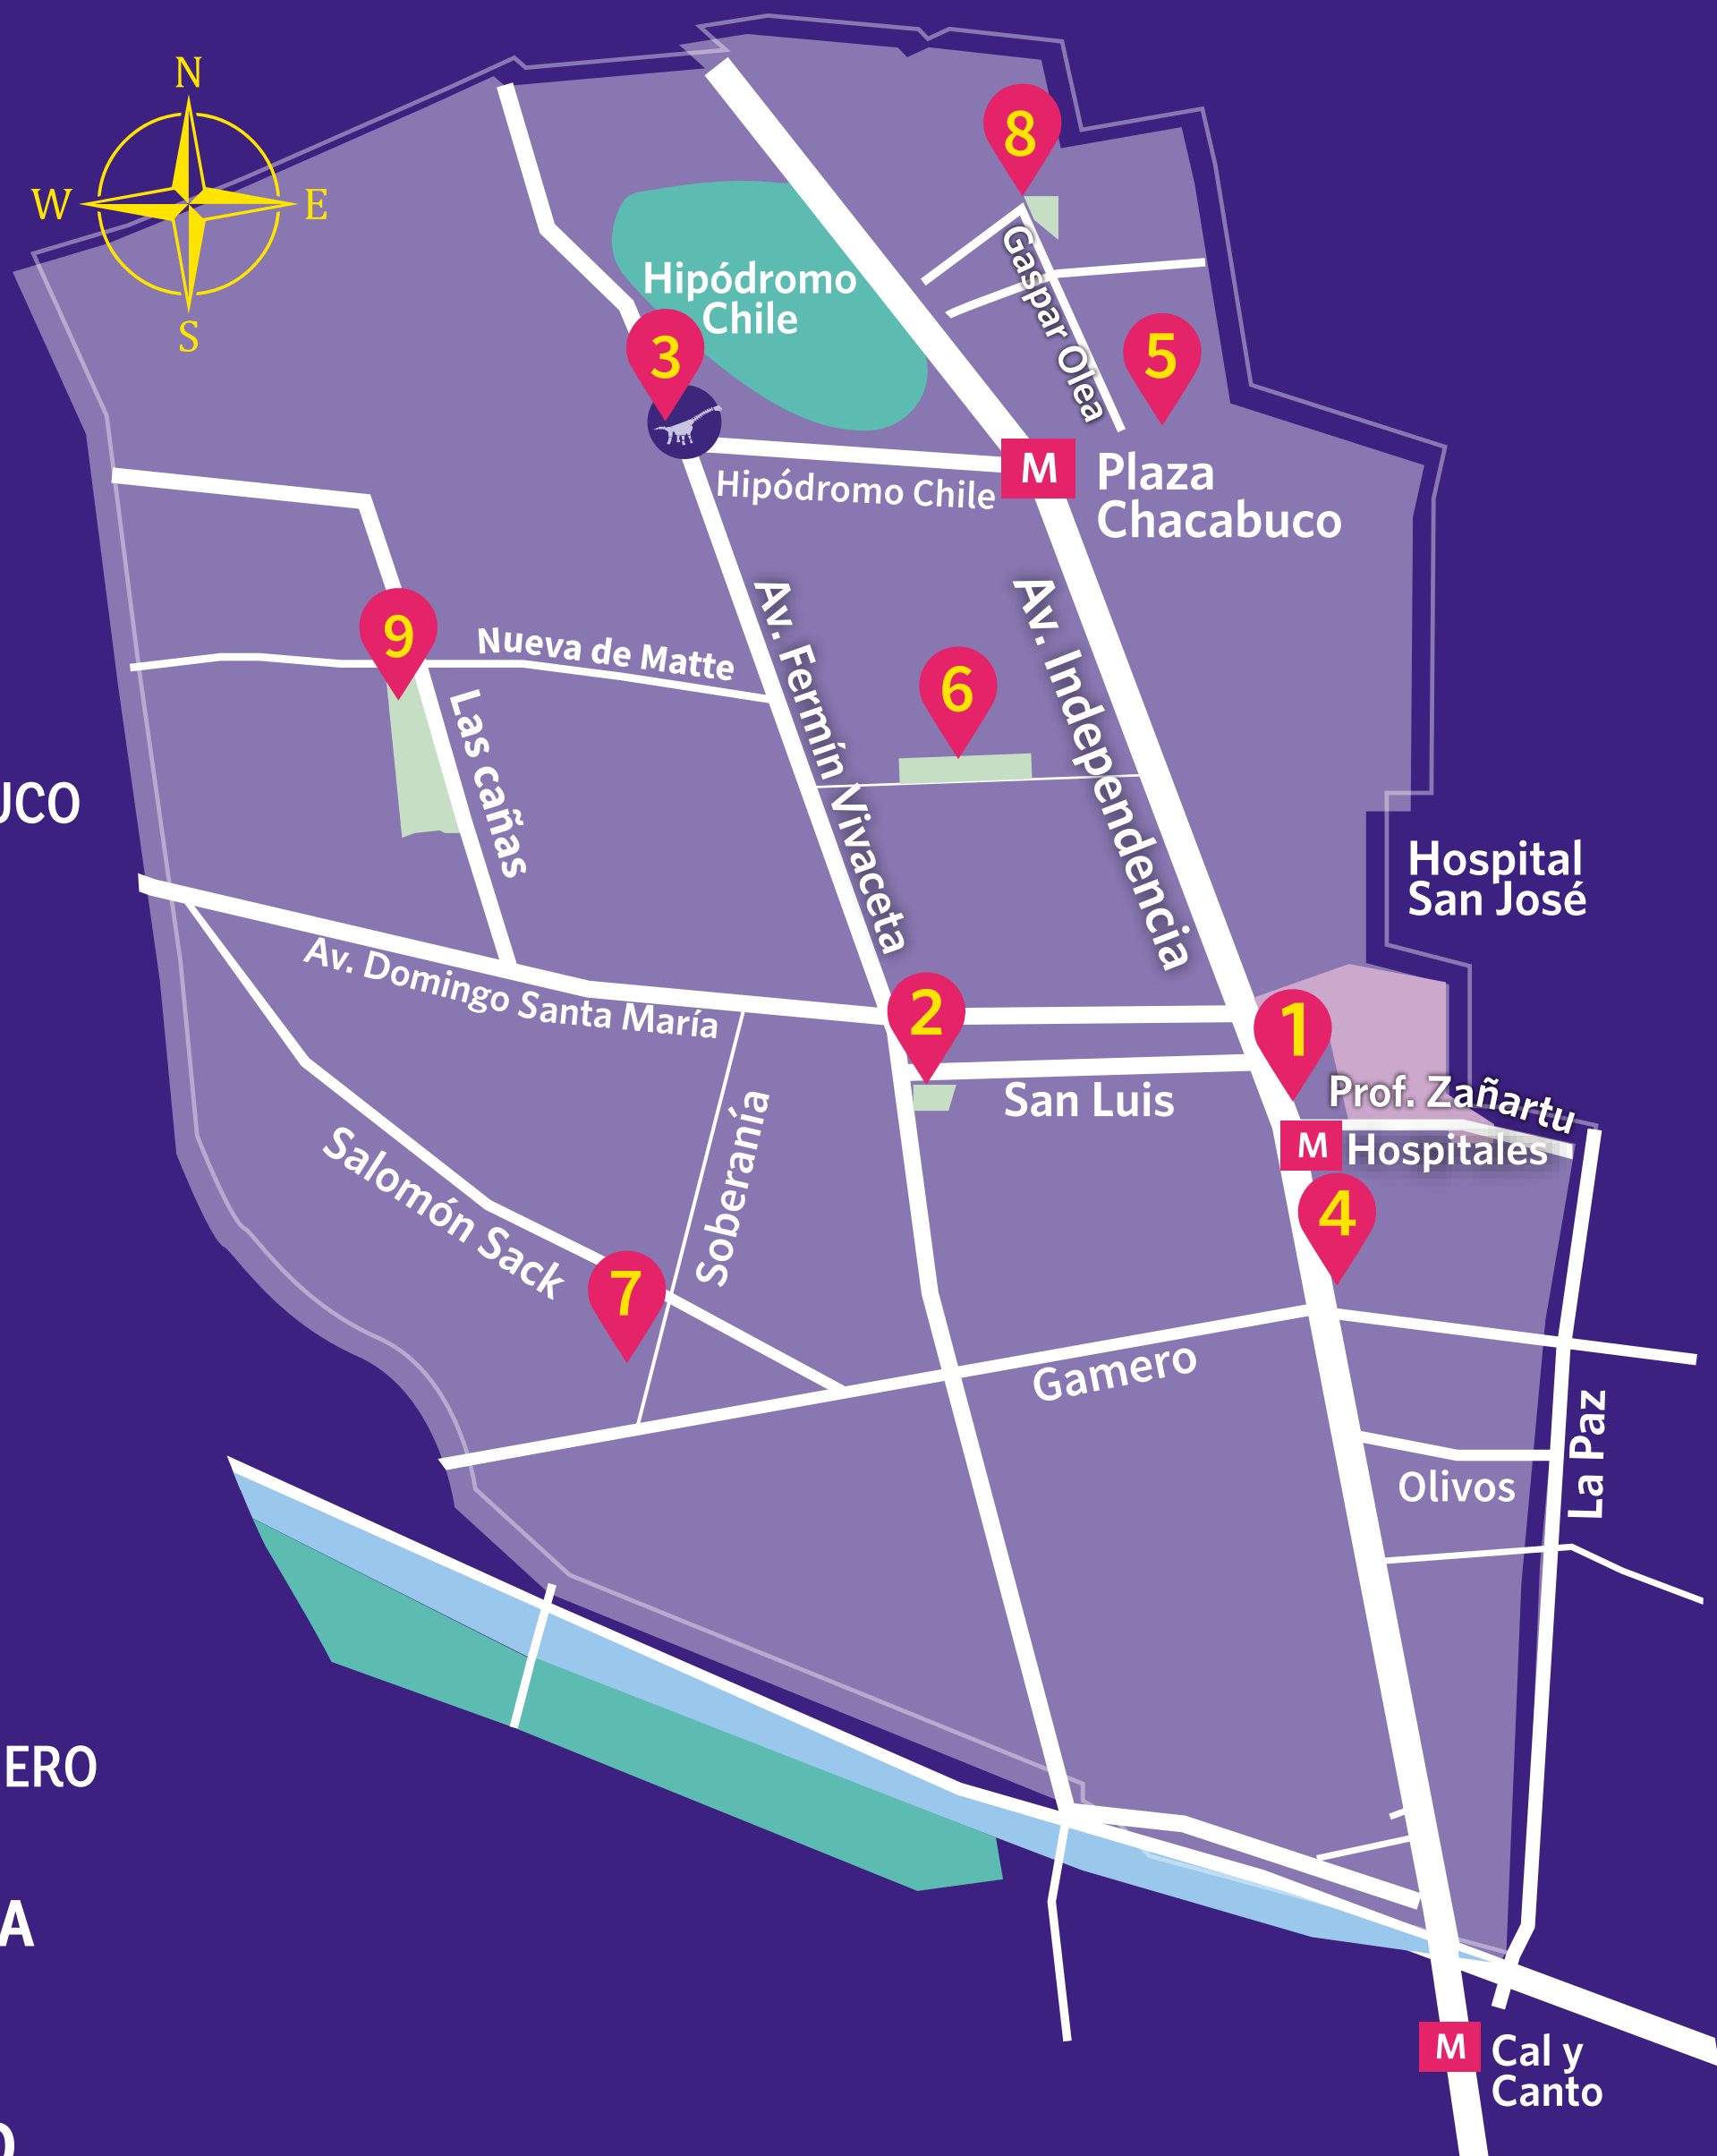 N
W
E
S
8
Hipódromo
Chile
Gaspar Olea
3
5
M
Plaza
Chacabuco
Hipódromo Chile
9
Nueva de Matte
Av. Fermín Vivaceta
Av. Independencia
6
Las cañas
UCO
Hospital
San José
Av. Domingo Santa María
2
1
San Luis
Prof. Zañartu
M
Hospitales
Salomón Sack
Soberanía
4
7
Gamero
La Paz
Olivos
ERO
A
M
Cal y
Canto